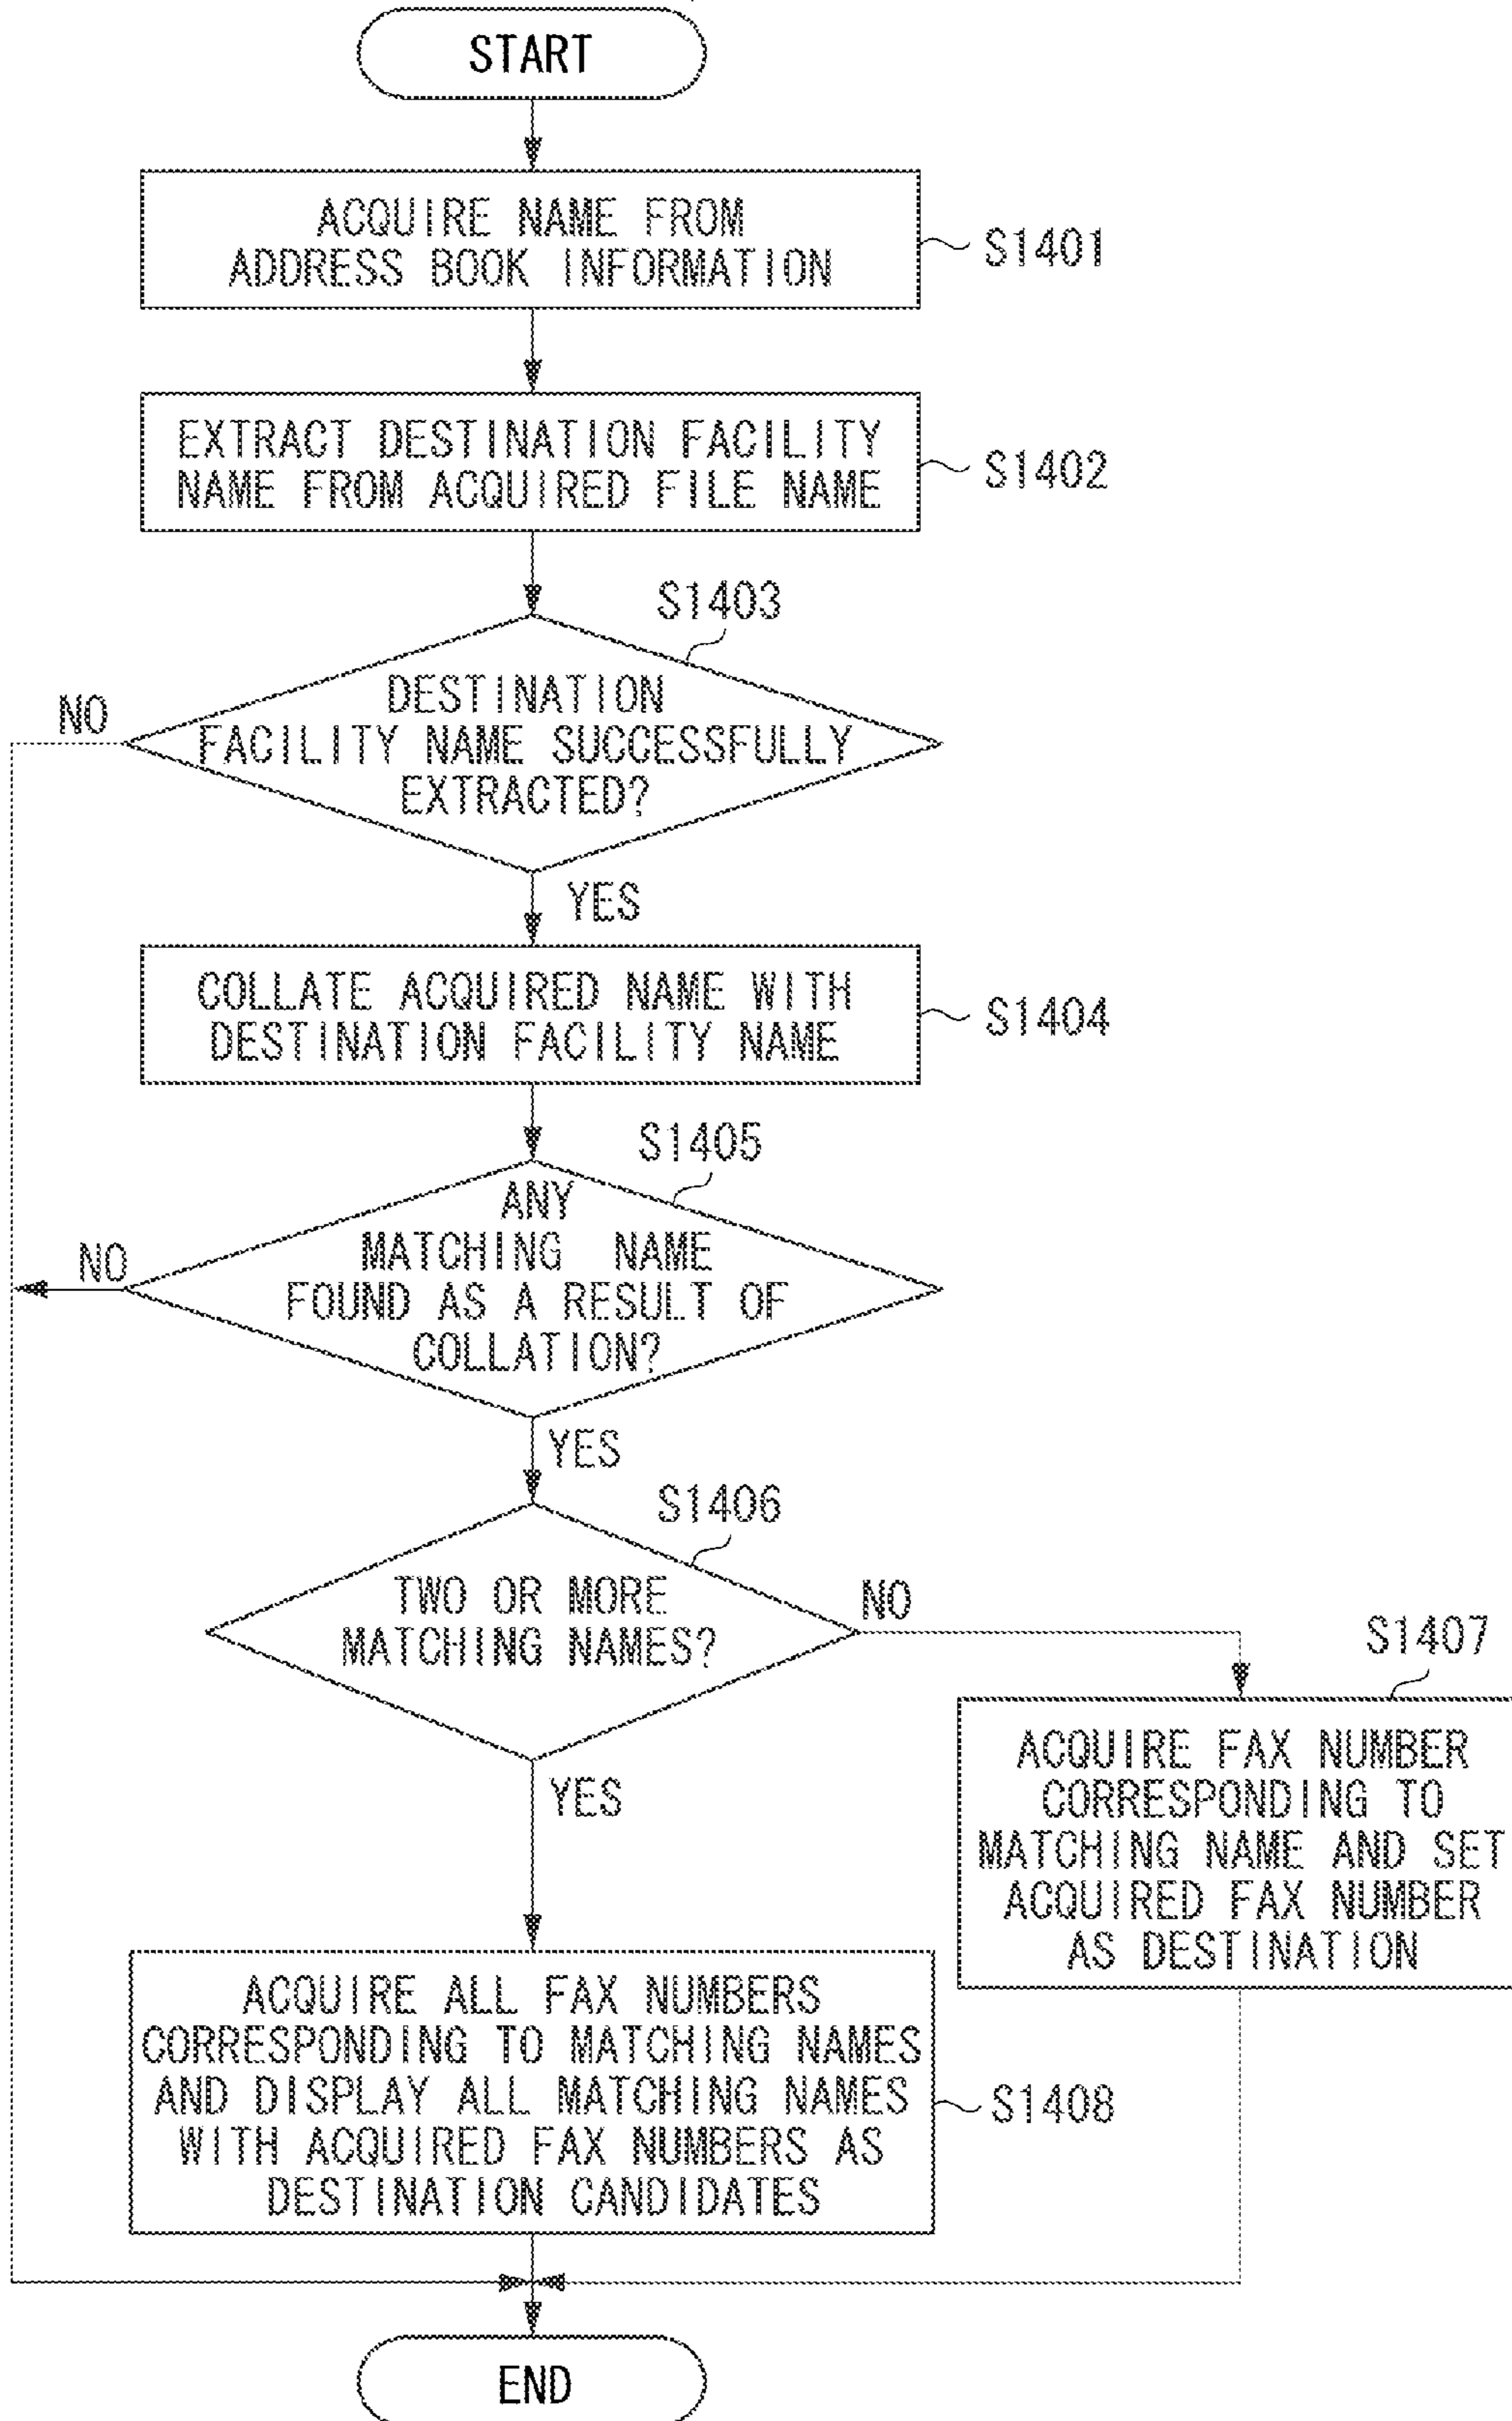 START
ACQUIRE NAME FROM
ADDRESS BOOK INFORMATION
S1401
EXTRACT DESTINATION FACILITY
NAME FROM ACQUIRED FILE NAME
S1402
S1403
DESTINATION
FACILITY NAME SUCCESSFULLY
EXTRACTED?
NO
YES
COLLATE ACQUIRED NAME WITH
DESTINATION FACILITY NAME
S1404
S1405
ANY
MATCHING NAME
FOUND AS A RESULT OF
COLLATION?
NO
YES
S1406
TWO OR MORE
MATCHING NAMES?
NO
YES
S1407
ACQUIRE FAX NUMBER
CORRESPONDING TO
MATCHING NAME AND SET
ACQUIRED FAX NUMBER
AS DESTINATION
ACQUIRE ALL FAX NUMBERS
CORRESPONDING TO MATCHING NAMES
AND DISPLAY ALL MATCHING NAMES
WITH ACQUIRED FAX NUMBERS AS
DESTINATION CANDIDATES
S1408
END